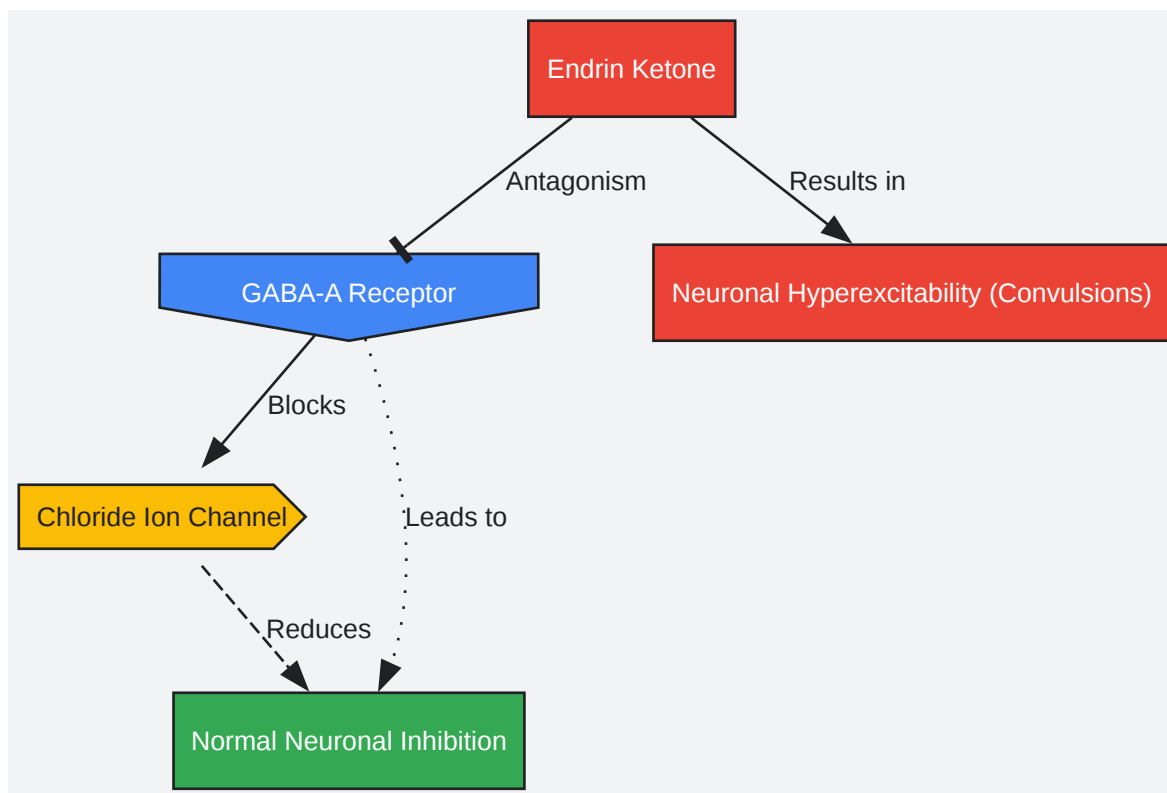 Endrin Ketone
Antagonism
Results in
GABA-A Receptor
Neuronal Hyperexcitability (Convulsions)
Blocks
Chloride Ion Channel
Leads to
Reduces
Normal Neuronal Inhibition